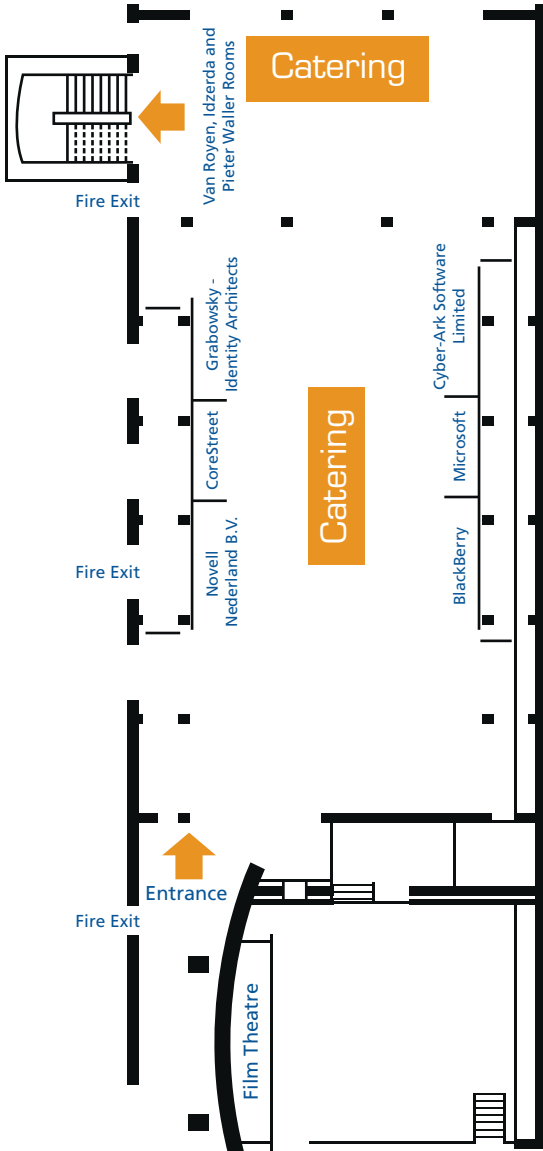 Catering
Van Royen, Idzerda and
Pieter Waller Rooms
Fire Exit
Grabowsky -
Identity Architects
Cyber-Ark Software
Limited
CoreStreet
Catering
Microsoft
Novell
Nederland B.V.
BlackBerry
Fire Exit
Entrance
Fire Exit
Film Theatre